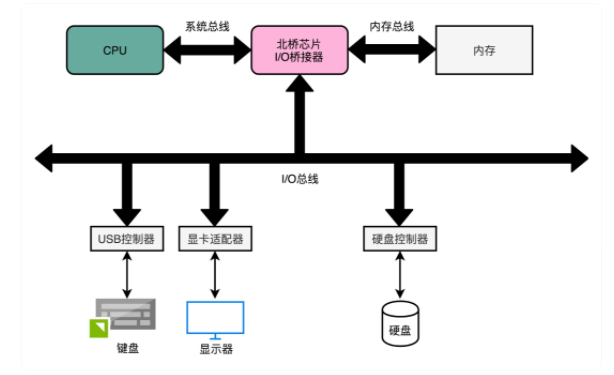 系统总线
内存总线
CPU
北桥芯片
I/O桥接器
内存
I/O总线
USB控制器
显卡适配器
硬盘控制器
键盘
显示器
硬盘